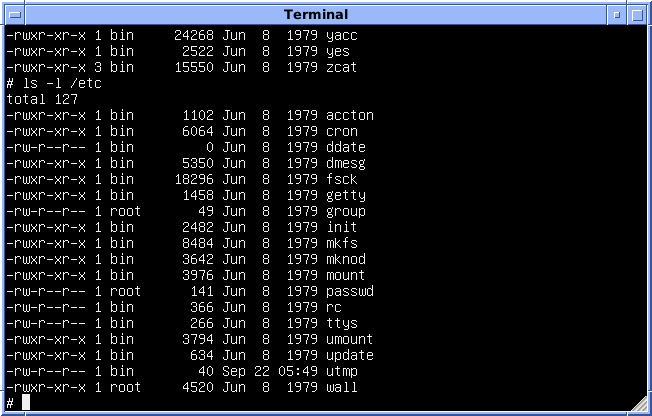 Terminal
-rwxr-xr-x 1 bin     24268 Jun  8  1979 yacc
-rwxr-xr-x 1 bin      2522 Jun  8  1979 yes
-rwxr-xr-x 3 bin     15550 Jun  8  1979 zcat
# ls -l /etc
total 127
-rwxr-xr-x 1 bin      1102 Jun  8  1979 accton
-rwxr-xr-x 1 bin      6064 Jun  8  1979 cron
-rw-r--r-- 1 bin         0 Jun  8  1979 ddate
-rwxr-xr-x 1 bin      5350 Jun  8  1979 dmesg
-rwxr-xr-x 1 bin     18296 Jun  8  1979 fsck
-rwxr-xr-x 1 bin      1458 Jun  8  1979 getty
-rw-r--r-- 1 root       49 Jun  8  1979 group
-rwxr-xr-x 1 bin      2482 Jun  8  1979 init
-rwxr-xr-x 1 bin      8484 Jun  8  1979 mkfs
-rwxr-xr-x 1 bin      3642 Jun  8  1979 mknod
-rwxr-xr-x 1 bin      3976 Jun  8  1979 mount
-rw-r--r-- 1 root      141 Jun  8  1979 passwd
-rw-r--r-- 1 bin       366 Jun  8  1979 rc
-rw-r--r-- 1 bin       266 Jun  8  1979 ttys
-rwxr-xr-x 1 bin      3794 Jun  8  1979 umount
-rwxr-xr-x 1 bin       634 Jun  8  1979 update
-rw-r--r-- 1 bin        40 Sep 22 05:49 utmp
-rwxr-xr-x 1 root     4520 Jun  8  1979 wall
#